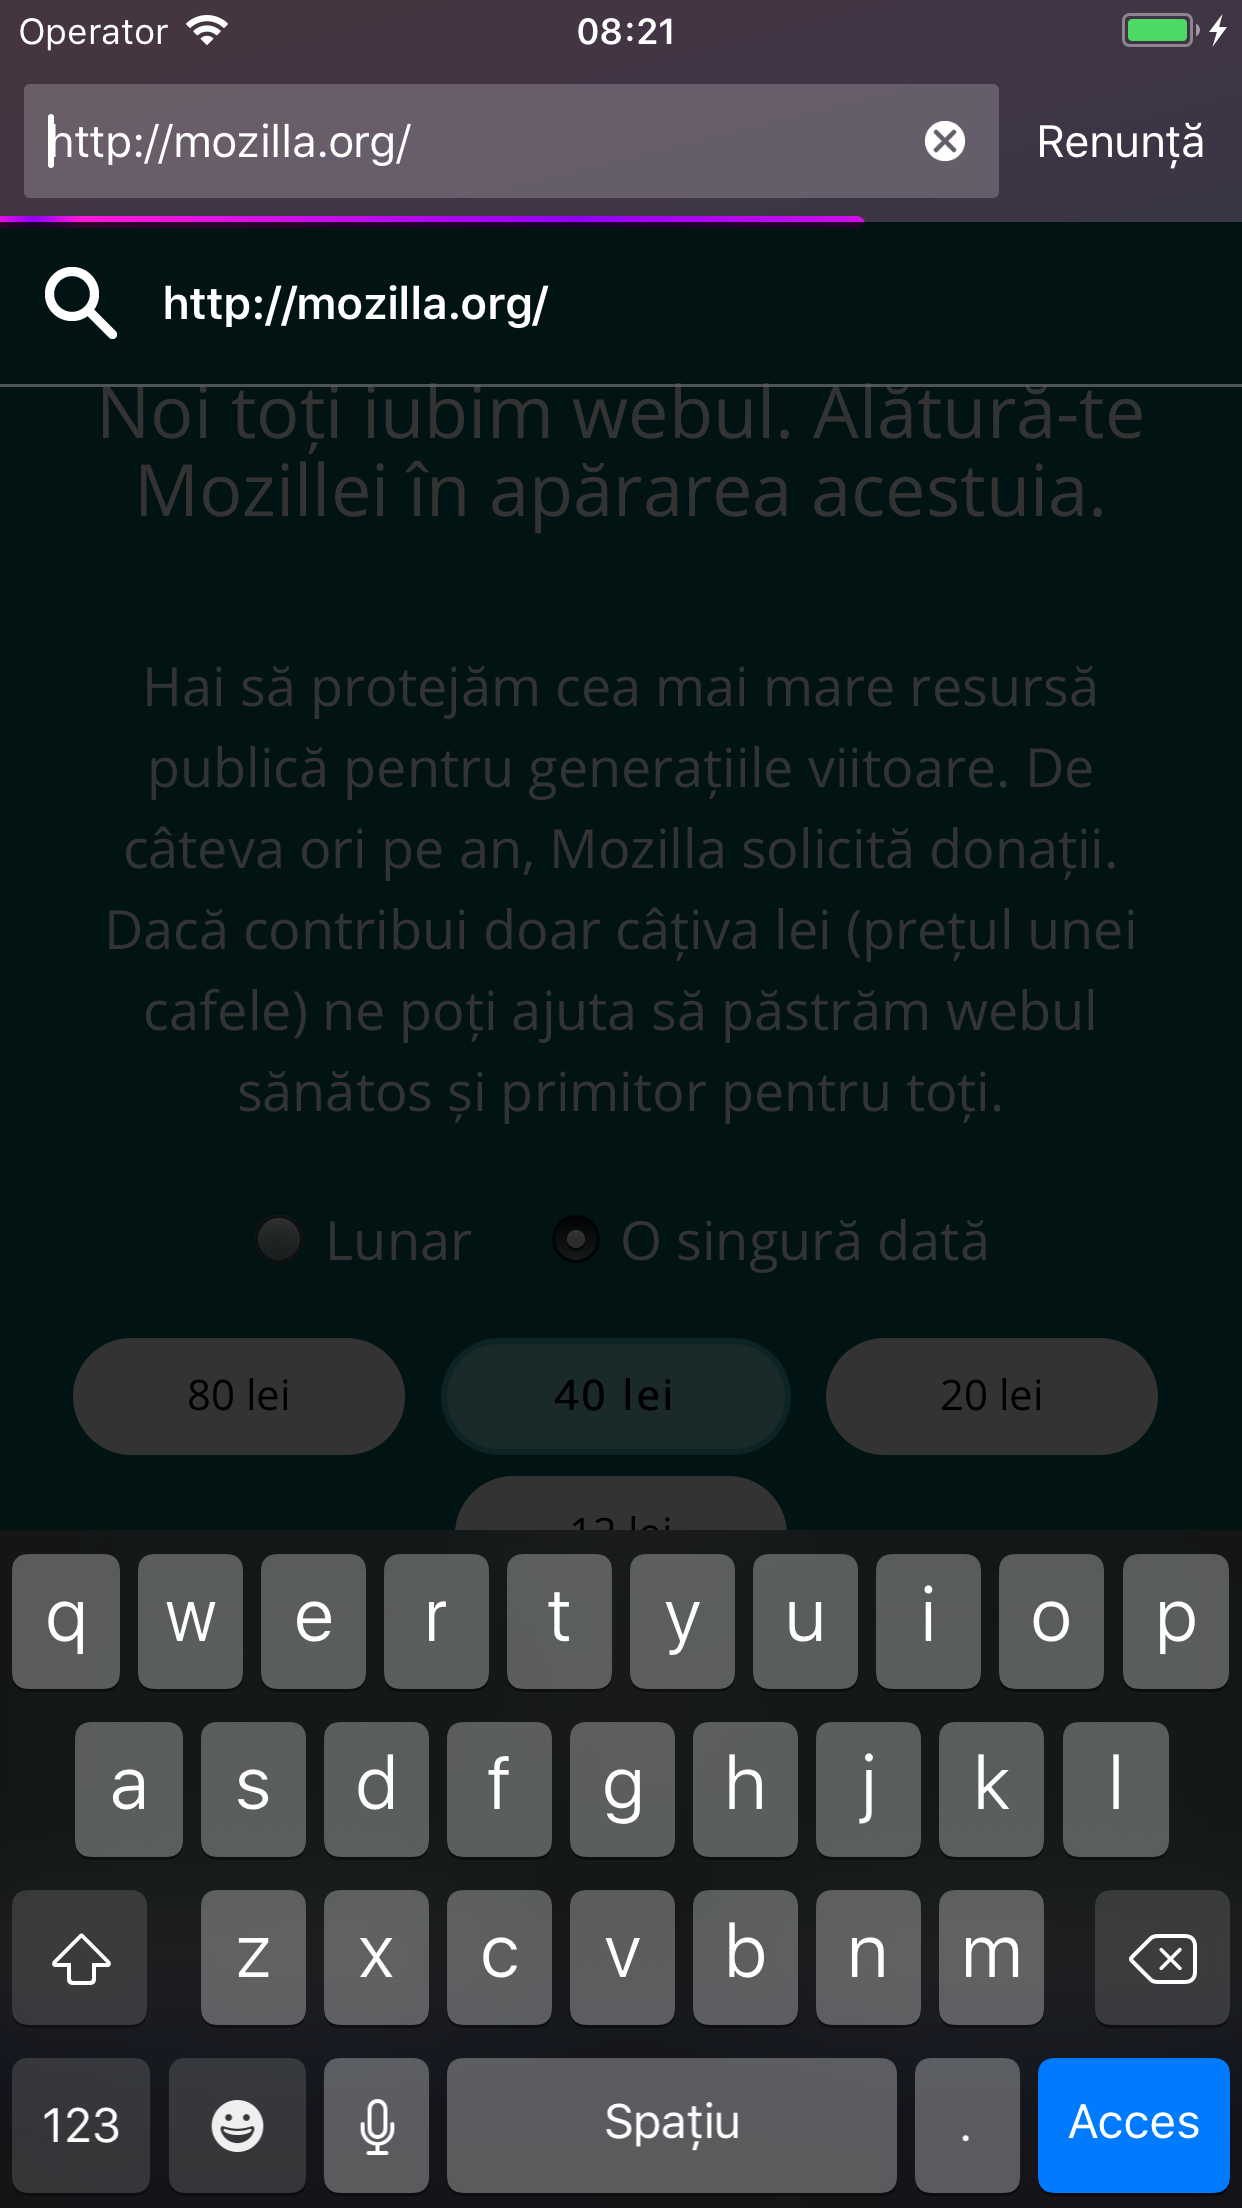 Operator 08:21
http://mozilla.org/ Renunță
http://mozilla.org/
Noi toți iubim webul. Alătură-te
Mozillei în apărarea acestuia.
Hai să protejăm cea mai mare resursă
publică pentru generațiile viitoare. De
câteva ori pe an, Mozilla solicită donații.
Dacă contribui doar câțiva lei (prețul unei
cafele) ne poți ajuta să păstrăm webul
sănătos și primitor pentru toți.
Lunar O singură dată
80 lei 40 lei 20 lei
12 lei
q w e r t y u i o p
a s d f g h j k l
z x c v b n m
123 Spațiu . Acces